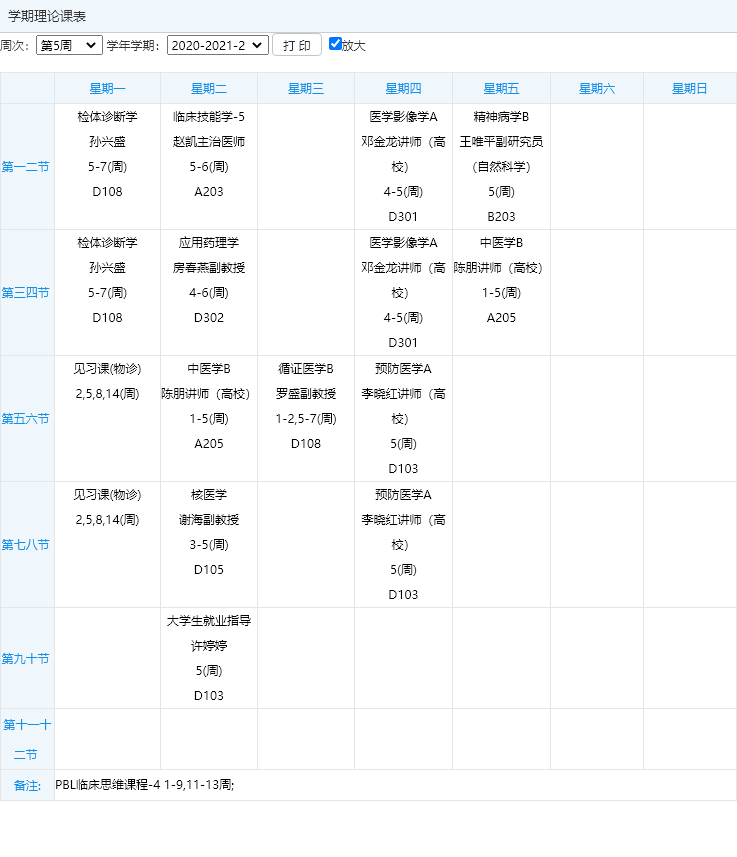 学期理论课表
周次: 第5周 学年学期: 2020-2021-2 打 印 放大
星期一 星期二 星期三 星期四 星期五 星期六 星期日
第一二节
检体诊断学
孙兴盛
5-7(周)
D108
临床技能学-5
赵凯主治医师
5-6(周)
A203
医学影像学A
邓金龙讲师（高
校）
4-5(周)
D301
精神病学B
王唯平副研究员
（自然科学）
5(周)
B203
第三四节
检体诊断学
孙兴盛
5-7(周)
D108
应用药理学
房春燕副教授
4-6(周)
D302
医学影像学A
邓金龙讲师（高
校）
4-5(周)
D301
中医学B
陈朋讲师（高校）
1-5(周)
A205
第五六节
见习课(物诊)
2,5,8,14(周)
中医学B
陈朋讲师（高校）
1-5(周)
A205
循证医学B
罗盛副教授
1-2,5-7(周)
D108
预防医学A
李晓红讲师（高
校）
5(周)
D103
第七八节
见习课(物诊)
2,5,8,14(周)
核医学
谢海副教授
3-5(周)
D105
预防医学A
李晓红讲师（高
校）
5(周)
D103
第九十节
大学生就业指导
许婷婷
5(周)
D103
第十一十
二节
备注: PBL临床思维课程-4 1-9,11-13周;